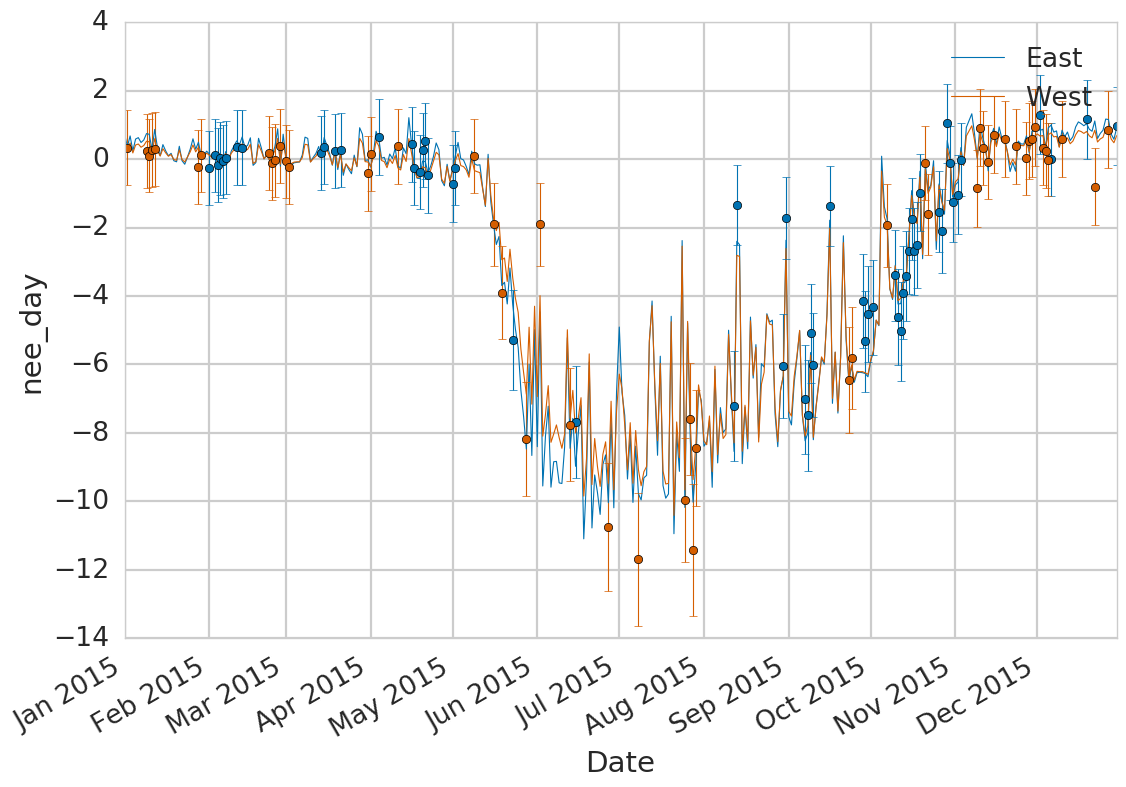 4
2
0
−2
−4
−6
−8
−10
−12
−14
nee_day
East
West
Jan 2015
Feb 2015
Mar 2015
Apr 2015
May 2015
Jun 2015
Jul 2015
Aug 2015
Sep 2015
Oct 2015
Nov 2015
Dec 2015
Date